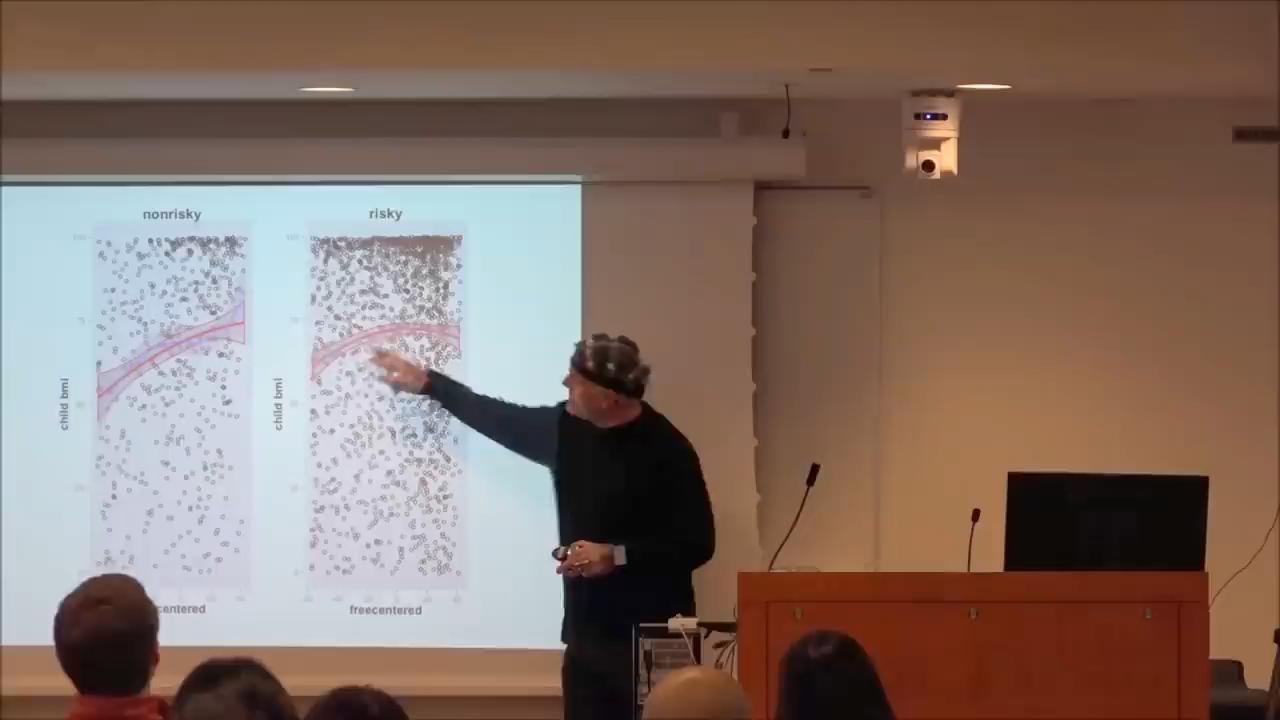 nonrisky
risky
child bmi
child bmi
centered
freecentered